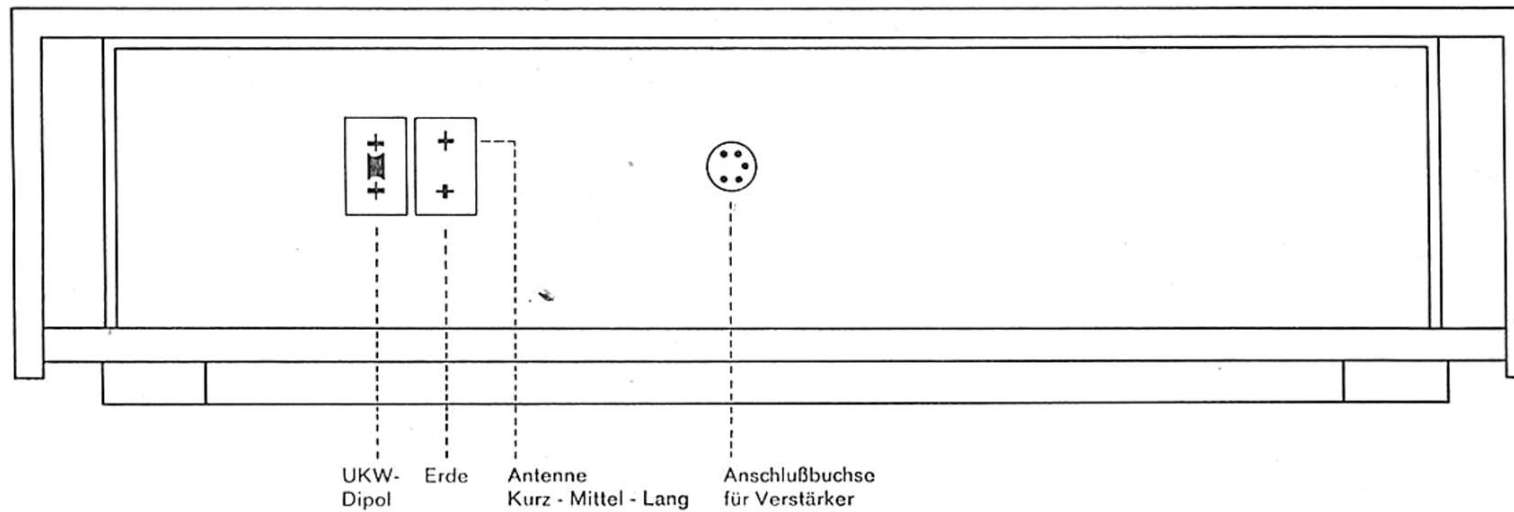 UKW-
Dipol
Erde
Antenne
Kurz - Mittel - Lang
Anschlußbuchse
für Verstärker